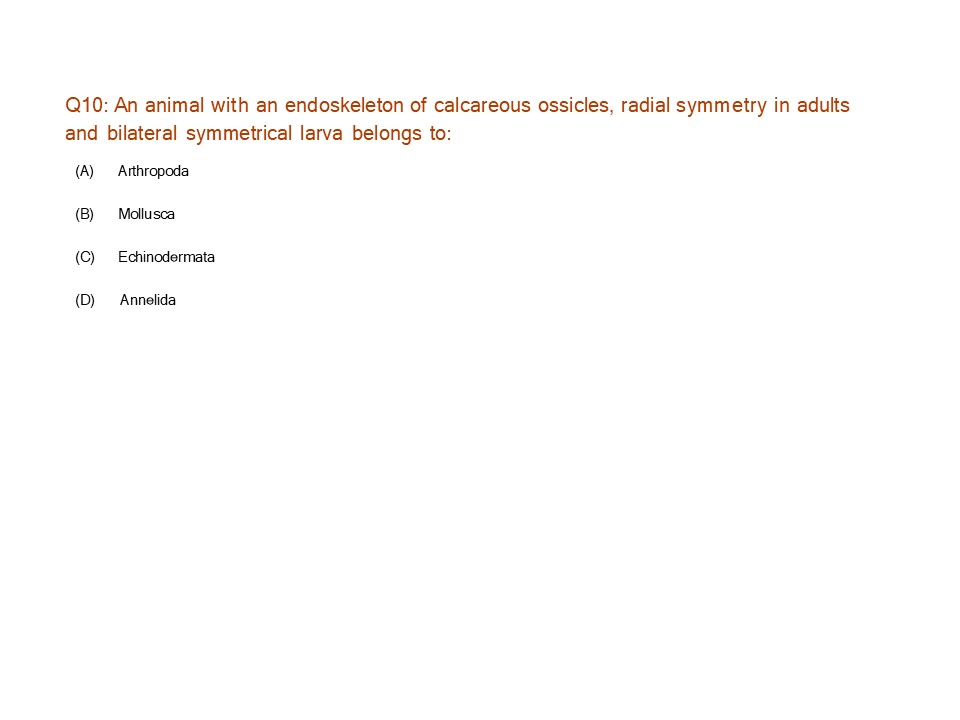 Q10: An animal with an endoskeleton of calcareous ossicles, radial symmetry in adults
and bilateral symmetrical larva belongs to:
(A) Arthropoda
(B) Mollusca
(C) Echinodermata
(D) Annelida